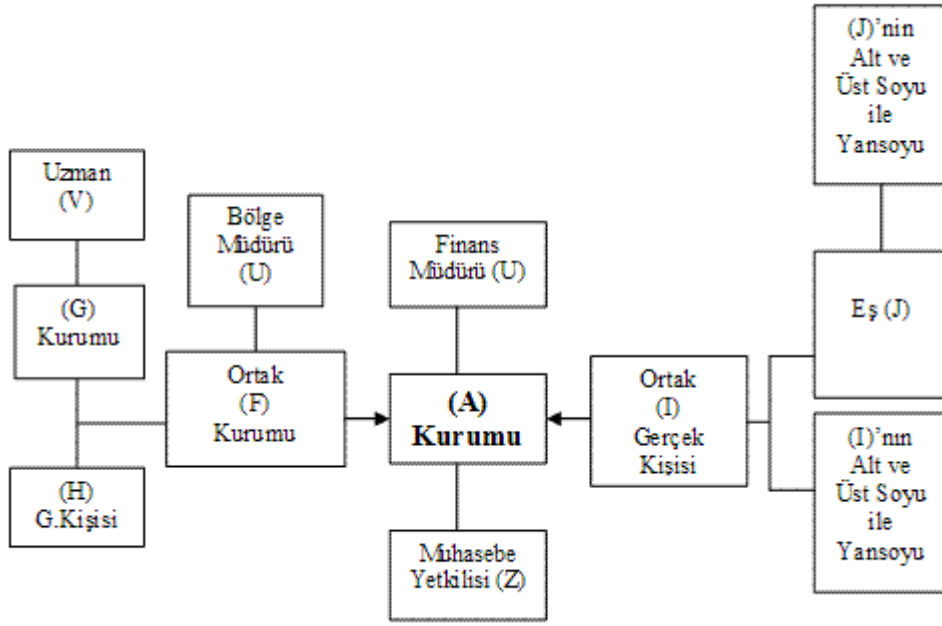 (J)'nin
Alt ve
Üst Soyu
ile
Yansoyu
Uzman
(V)
Bölge
Müdürü
(U)
Finans
Müdürü (U)
(G)
Kurumu
Eş (J)
Ortak
(F)
Kurumu
(A)
Kurumu
Ortak
(I)
Gerçek
Kişisi
(H)
G.Kişisi
Muhasebe
Yetkilisi (Z)
(I)'nın
Alt ve
Üst Soyu
ile
Yansoyu